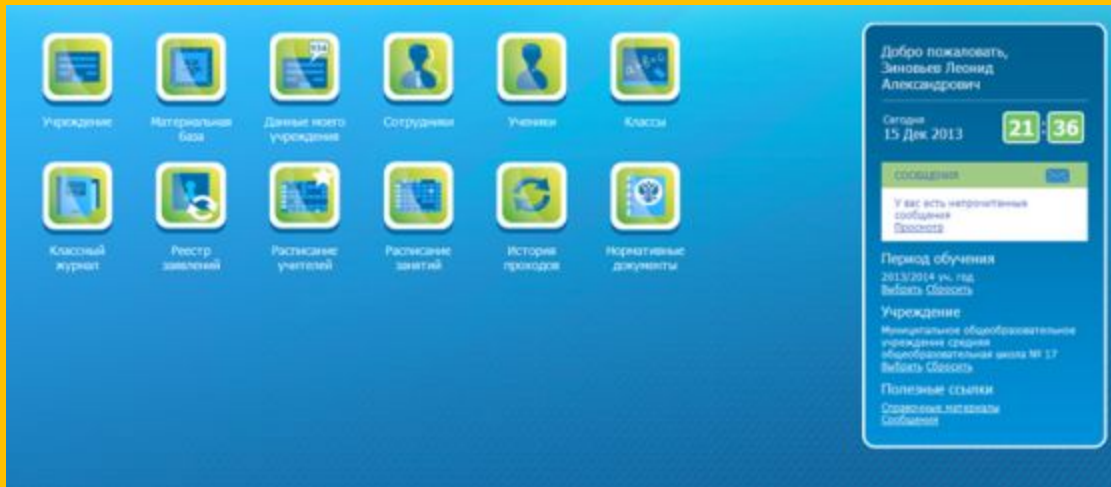 Учреждение
Материальная
база
Данные моего
учреждения
Сотрудники
Ученики
Классы
Классный
журнал
Реестр
заявлений
Расписание
учителей
Расписание
занятий
История
проходов
Нормативные
документы
Добро пожаловать,
Зиновьев Леонид
Александрович
Сегодня
15 Дек 2013
21:36
СООБЩЕНИЯ
У вас есть непрочитанные
сообщения
Просмотр
Период обучения
2013/2014 уч. год
Выбрать Сбросить
Учреждение
Муниципальное общеобразовательное
учреждение средняя
общеобразовательная школа № 17
Выбрать Сбросить
Полезные ссылки
Справочные материалы
Сообщения